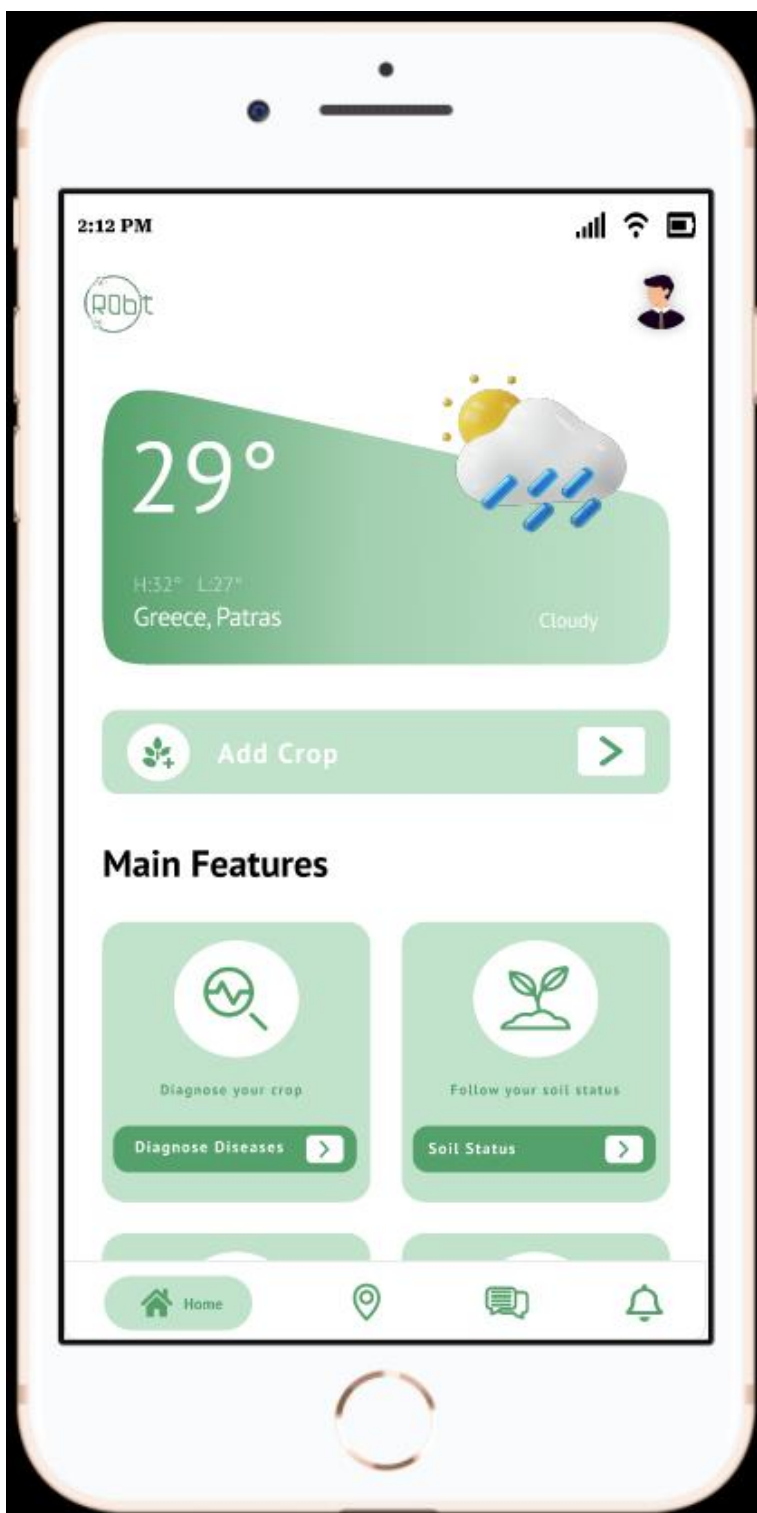 2:12 PM
R0bt
29°
H:32° L:27°
Greece, Patras
Cloudy
Add Crop
Main Features
Diagnose your crop
Follow your soil status
Diagnose Diseases
Soil Status
Home